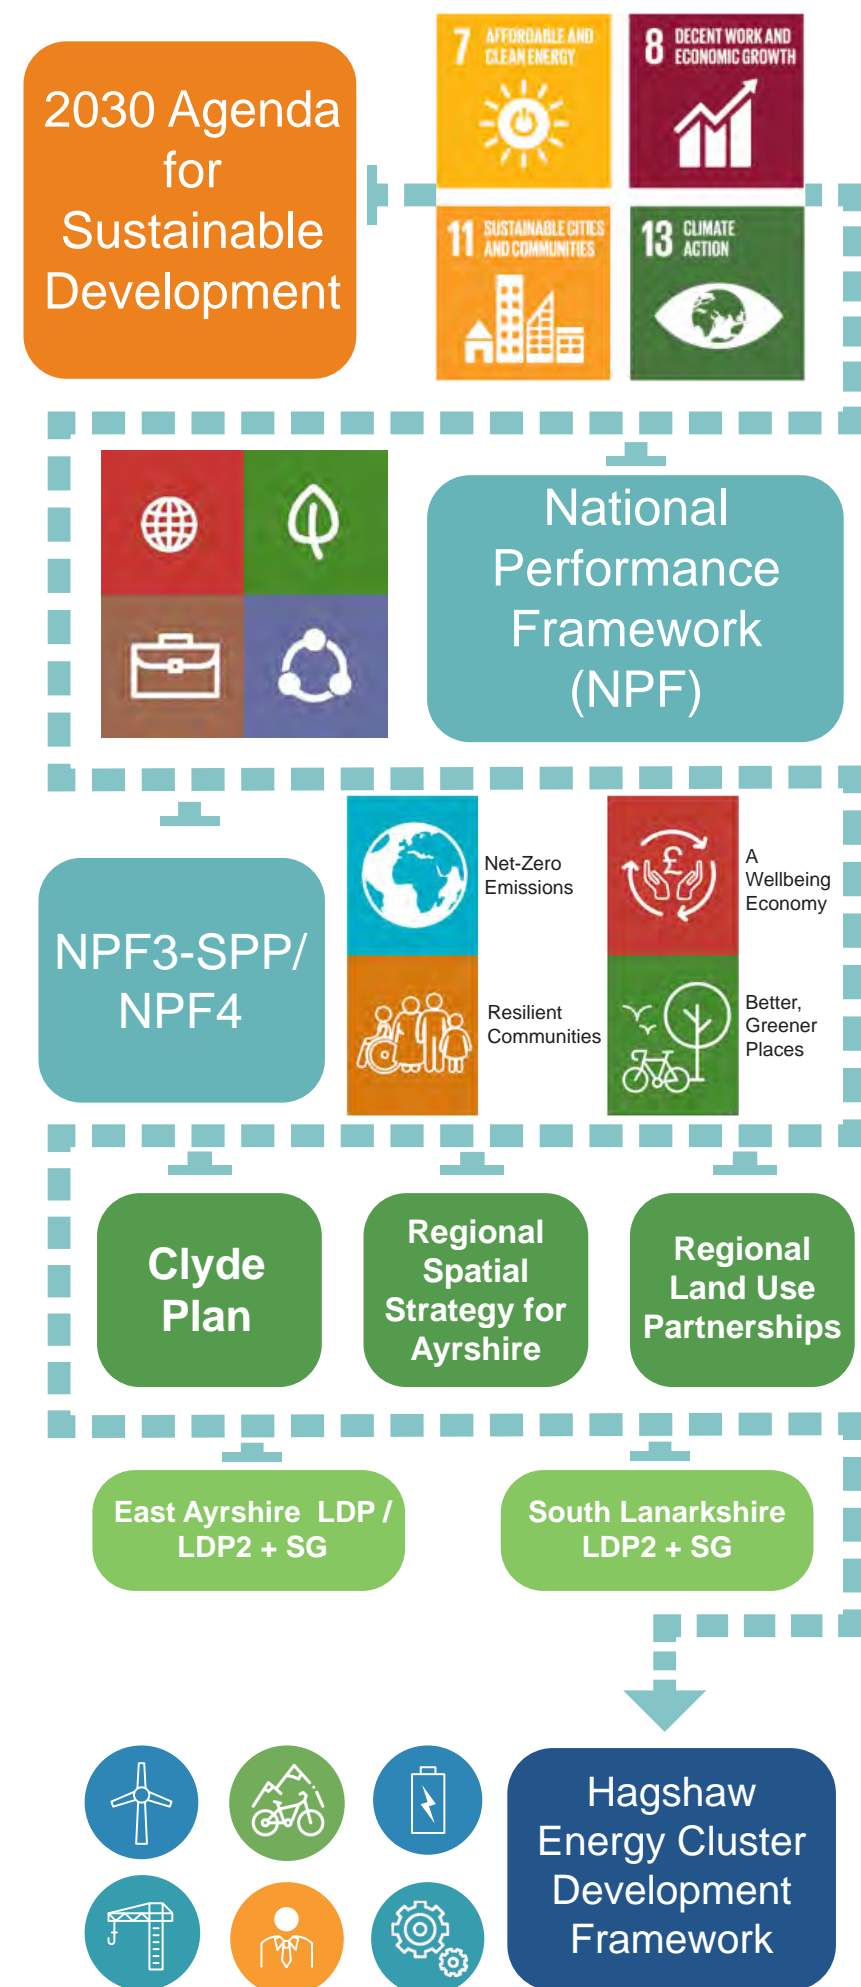 2030 Agenda
for
Sustainable
Development
7 AFFORDABLE AND
CLEAN ENERGY
8 DECENT WORK AND
ECONOMIC GROWTH
11 SUSTAINABLE CITIES
AND COMMUNITIES
13 CLIMATE
ACTION
National
Performance
Framework
(NPF)
NPF3-SPP/
NPF4
Net-Zero
Emissions
£
A
Wellbeing
Economy
Resilient
Communities
Better,
Greener
Places
Clyde
Plan
Regional
Spatial
Strategy for
Ayrshire
Regional
Land Use
Partnerships
East Ayrshire LDP /
LDP2 + SG
South Lanarkshire
LDP2 + SG
Hagshaw
Energy Cluster
Development
Framework